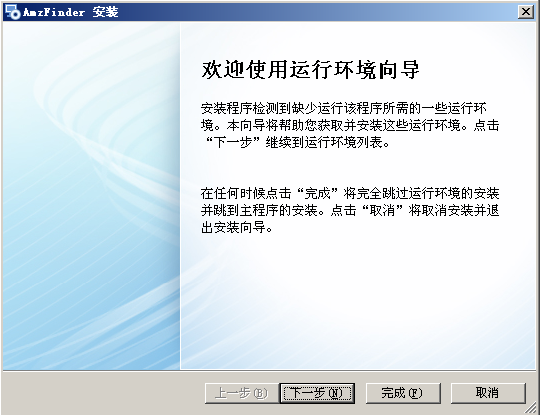 AmzFinder 安装
欢迎使用运行环境向导
安装程序检测到缺少运行该程序所需的一些运行环
境。本向导将帮助您获取并安装这些运行环境。点击
“下一步”继续到运行环境列表。
在任何时候点击“完成”将完全跳过运行环境的安装
并跳到主程序的安装。点击“取消”将取消安装并退
出安装向导。
上一步(B) 下一步(N) 完成(F) 取消